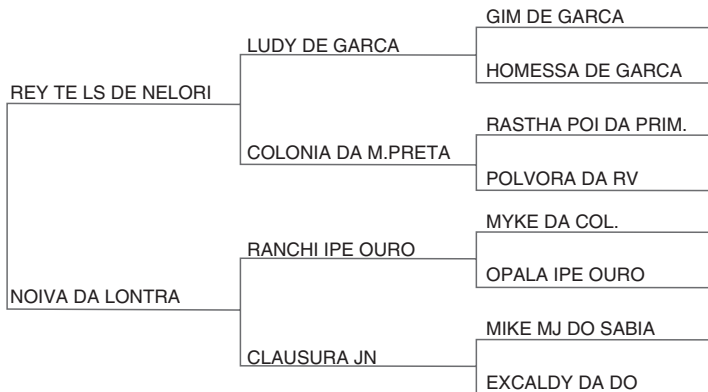 GIM DE GARCA
LUDY DE GARCA
HOMESSA DE GARCA
REY TE LS DE NELORI
RASTHA POI DA PRIM.
COLONIA DA M.PRETA
POLVORA DA RV
MYKE DA COL.
RANCHI IPE OURO
OPALA IPE OURO
NOIVA DA LONTRA
MIKE MJ DO SABIA
CLAUSURA JN
EXCALDY DA DO